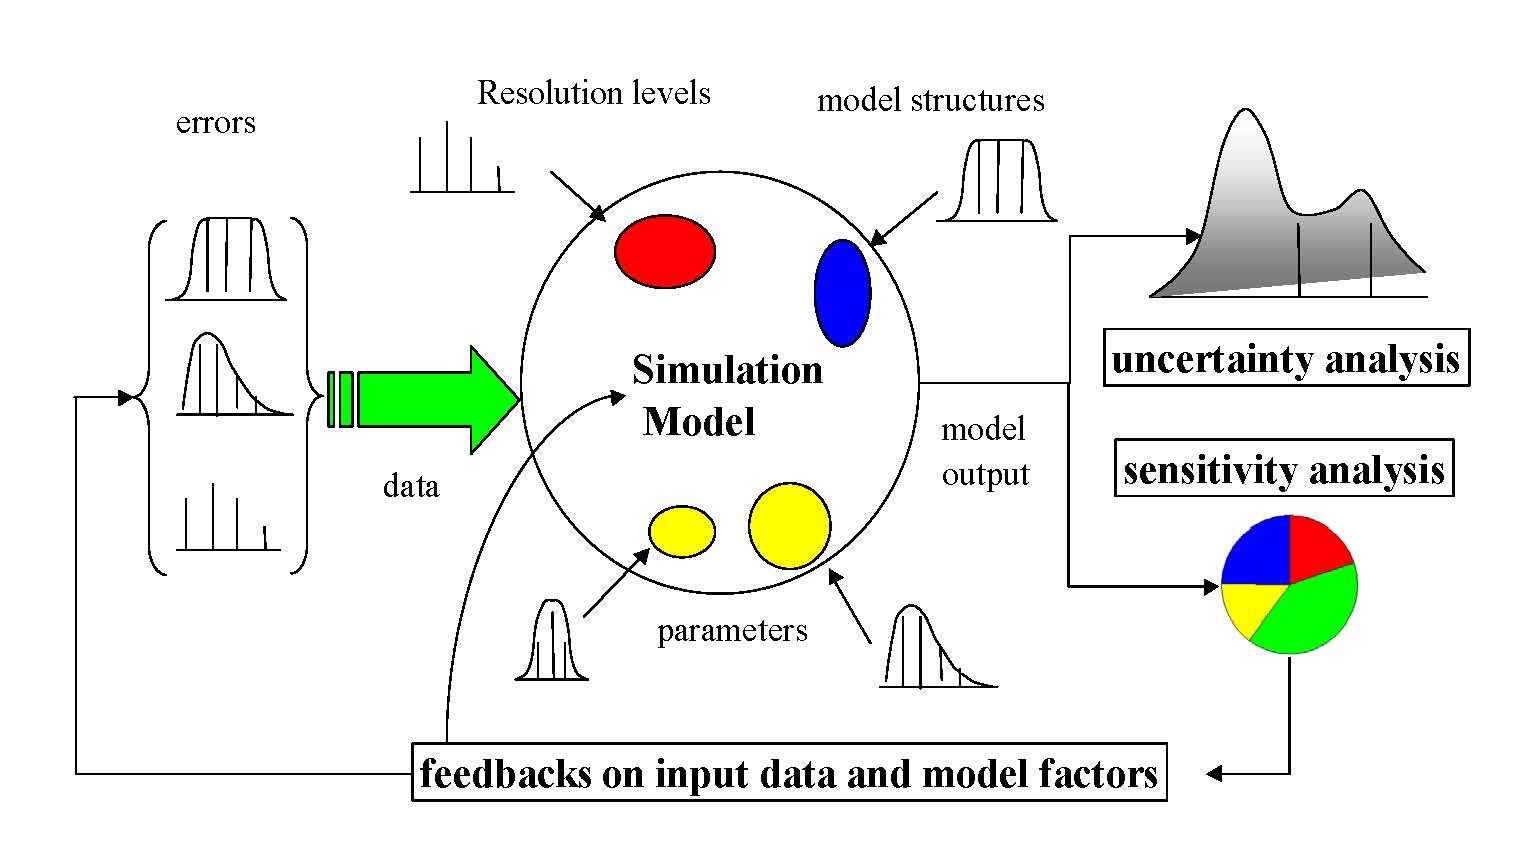 Resolution levels
model structures
errors
uncertainty analysis
Simulation
Model
model
output
sensitivity analysis
data
parameters
feedbacks on input data and model factors